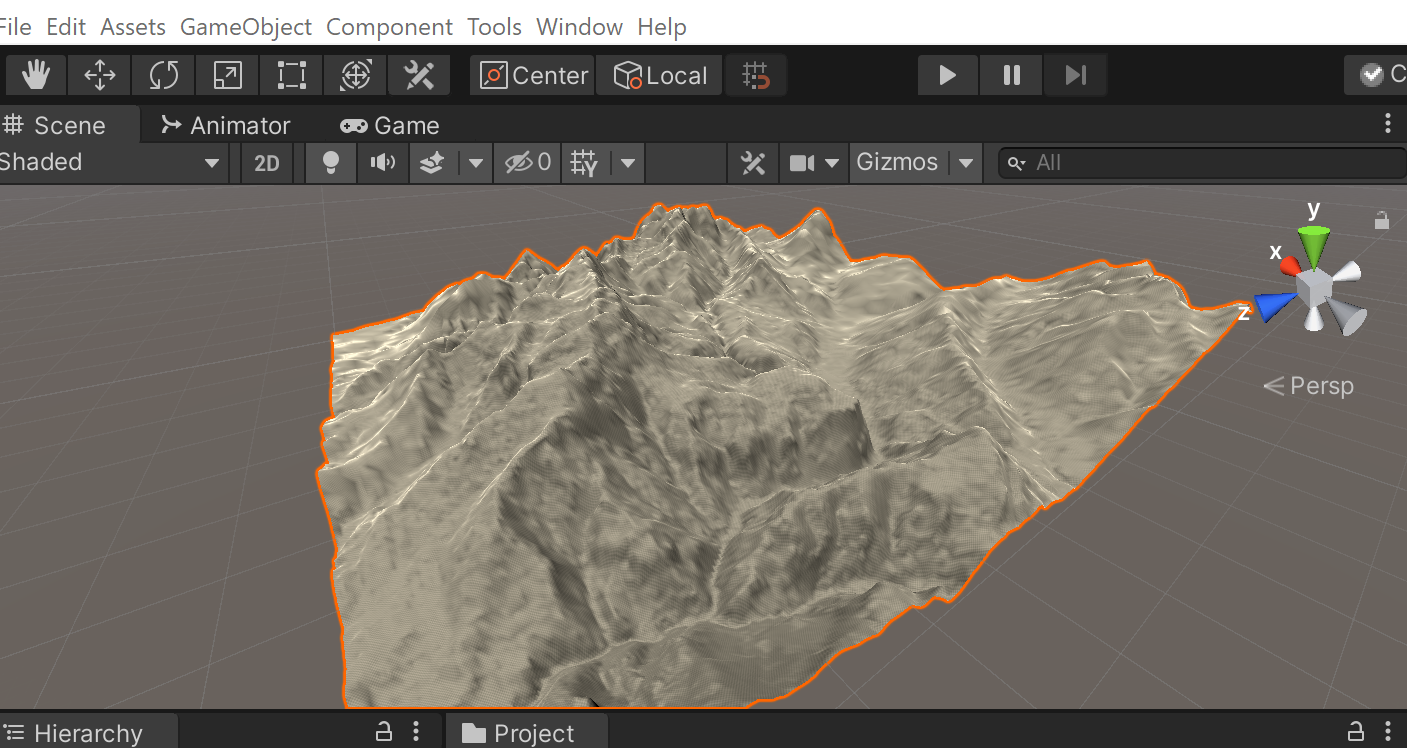 File Edit Assets GameObject Component Tools Window Help
Center Local C
Scene Animator Game
Shaded 2D 0 Gizmos All
y
x
z
Persp
Hierarchy Project